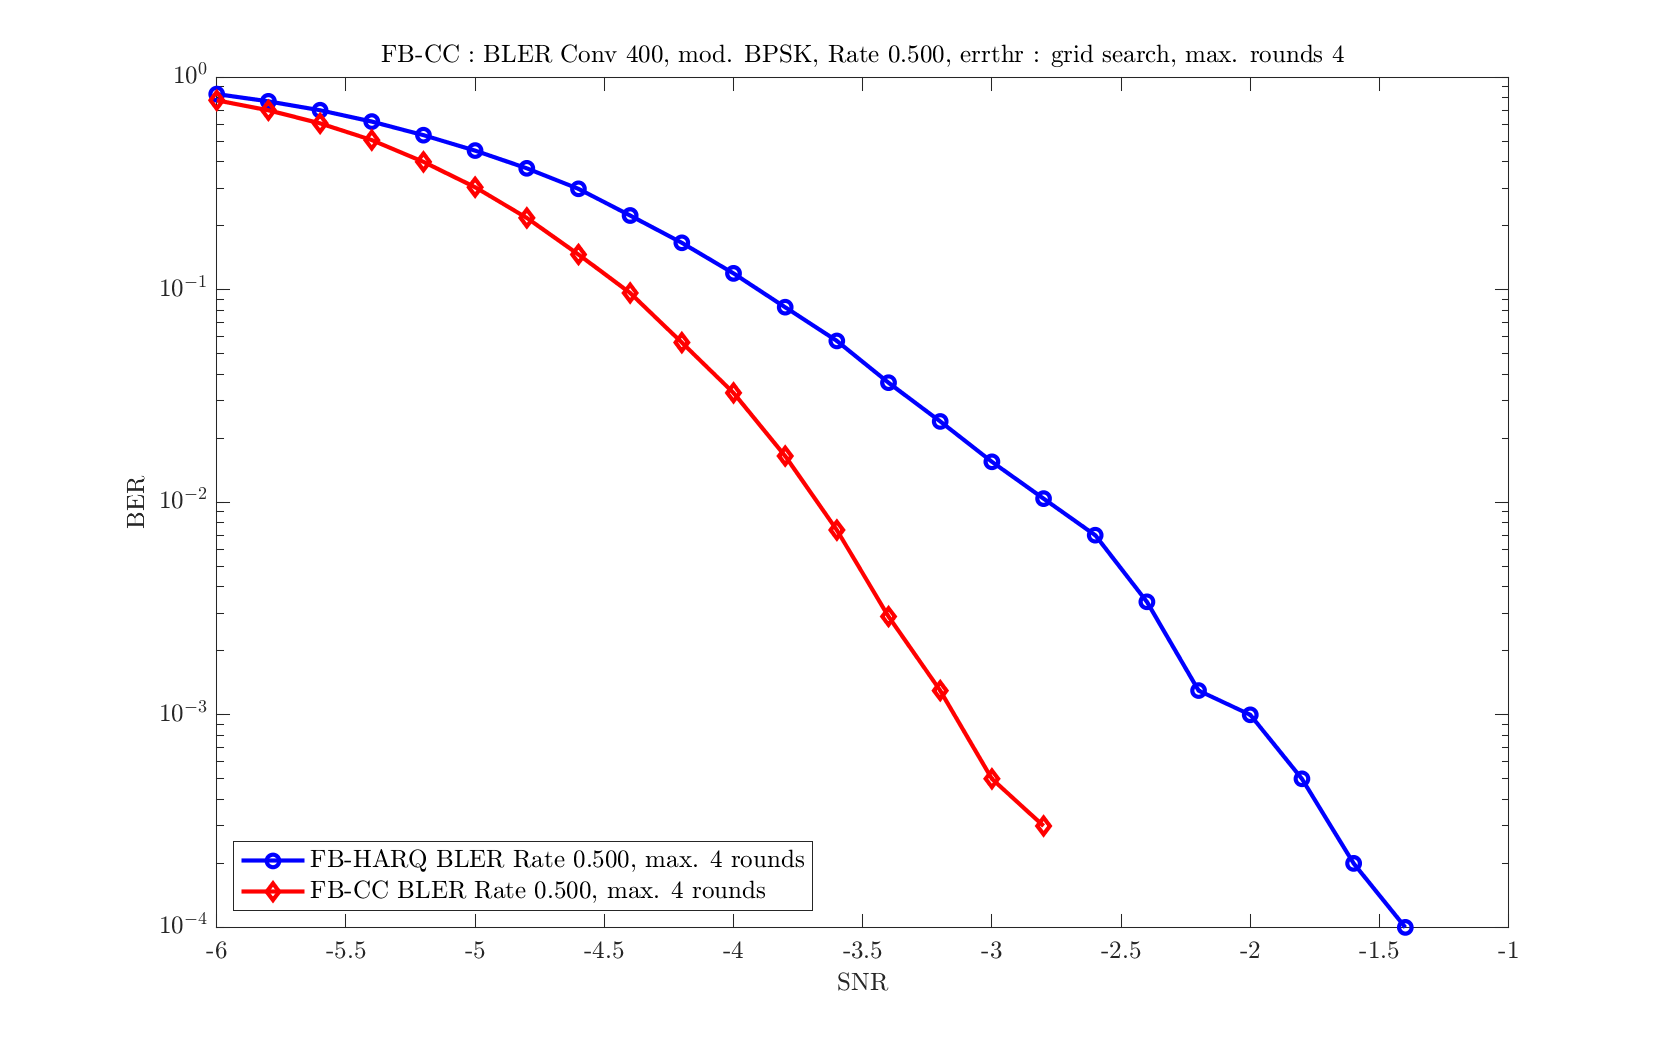 FB-CC : BLER Conv 400, mod. BPSK, Rate 0.500, errthr : grid search, max. rounds 4
10^0
10^-1
10^-2
10^-3
10^-4
BER
FB-HARQ BLER Rate 0.500, max. 4 rounds
FB-CC BLER Rate 0.500, max. 4 rounds
-6 -5.5 -5 -4.5 -4 -3.5 -3 -2.5 -2 -1.5 -1
SNR